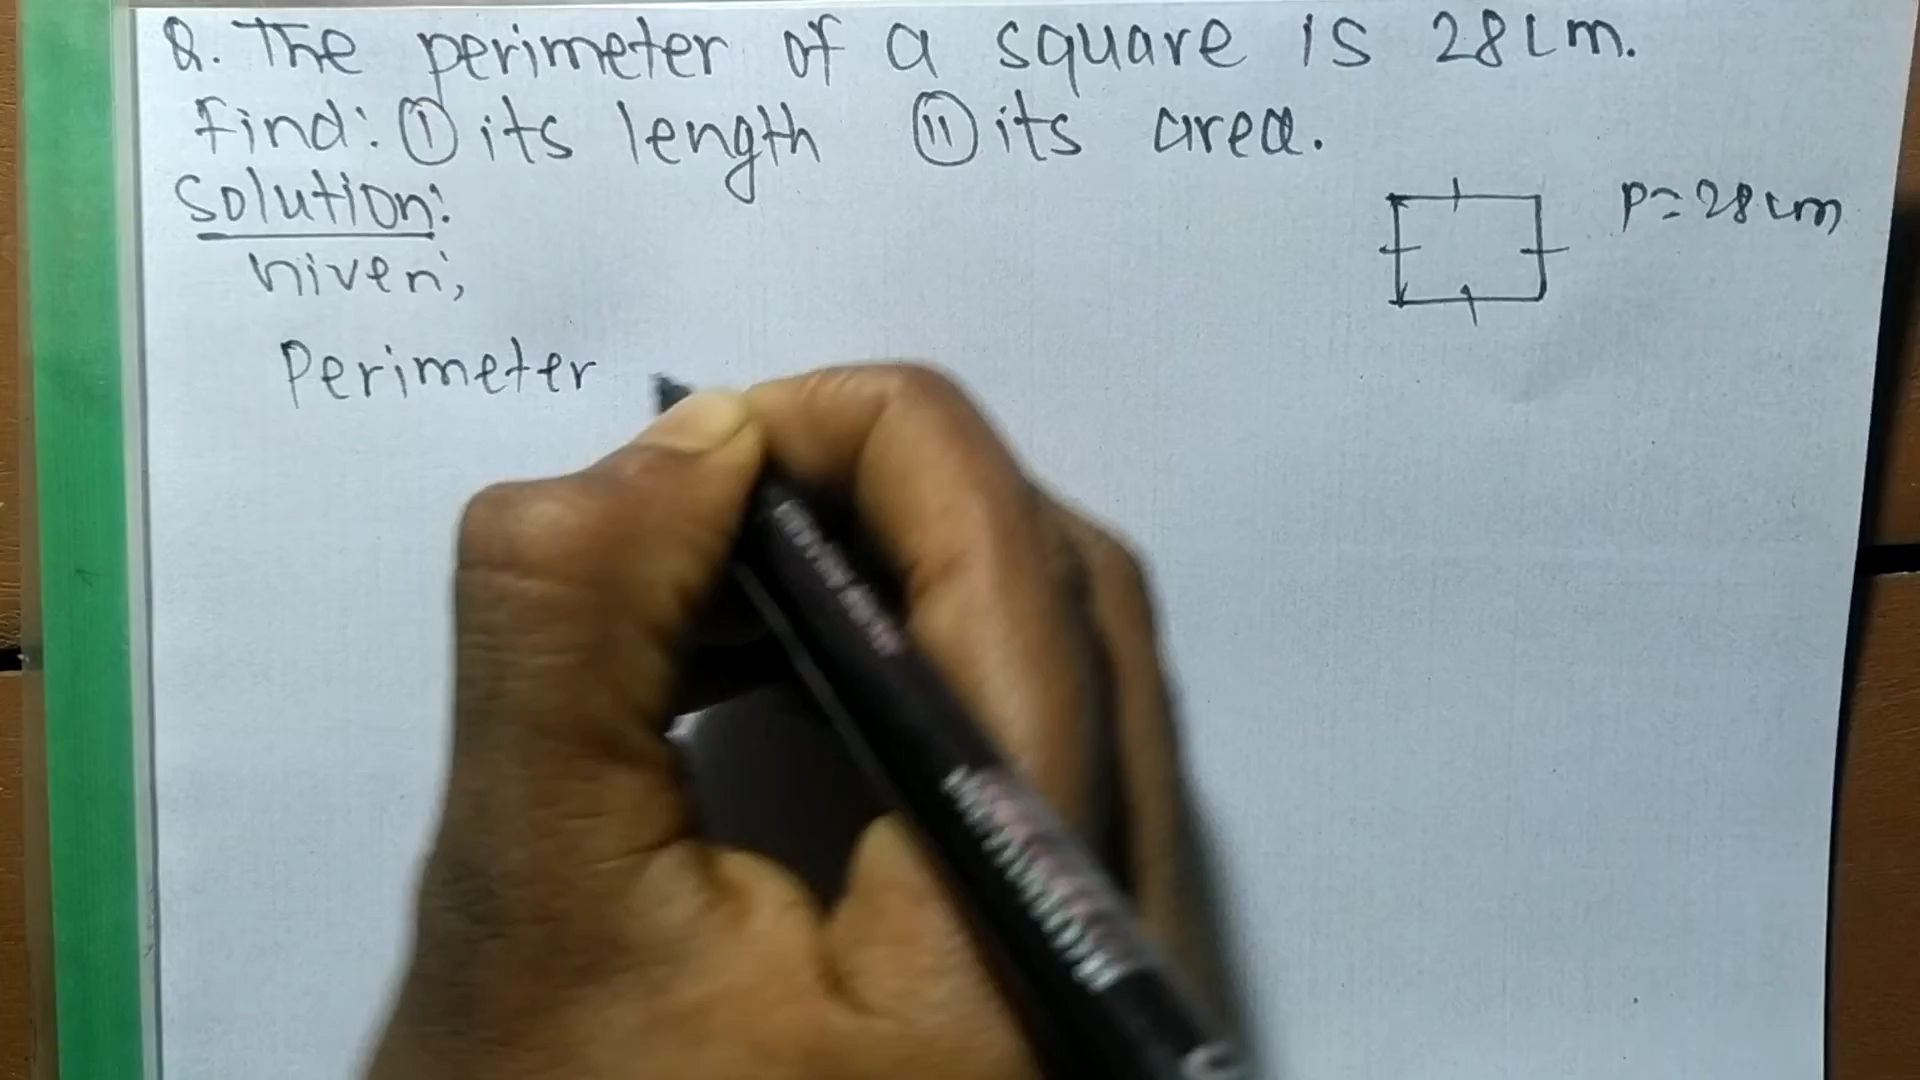 Q. The perimeter of a square is 28cm.
Find: (i) its length (ii) its area.
Solution:
Given,
P=28cm
Perimeter